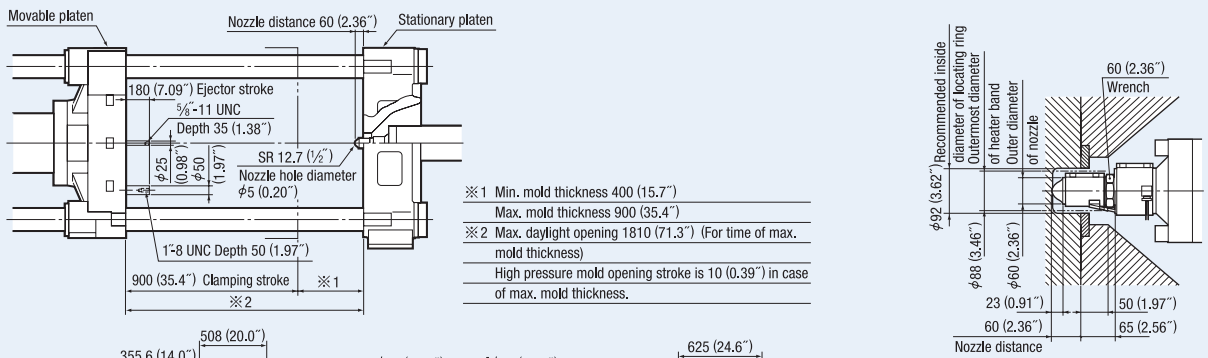 Movable platen
Nozzle distance 60 (2.36″)
Stationary platen
180 (7.09″) Ejector stroke
5⁄8″-11 UNC
Depth 35 (1.38″)
φ25
(0.98″)
φ50
(1.97″)
SR 12.7 (1⁄2″)
Nozzle hole diameter
φ5 (0.20″)
1″-8 UNC Depth 50 (1.97″)
900 (35.4″) Clamping stroke
※1
※2
※1 Min. mold thickness 400 (15.7″)
Max. mold thickness 900 (35.4″)
※2 Max. daylight opening 1810 (71.3″) (For time of max.
mold thickness)
High pressure mold opening stroke is 10 (0.39″) in case
of max. mold thickness.
φ92 (3.62″) Recommended inside
diameter of locating ring
Outermost diameter
of heater band
Outer diameter
of nozzle
60 (2.36″)
Wrench
φ88 (3.46″)
φ60 (2.36″)
23 (0.91″)
50 (1.97″)
60 (2.36″)
65 (2.56″)
Nozzle distance
508 (20.0″)
355.6 (14.0″)
625 (24.6″)